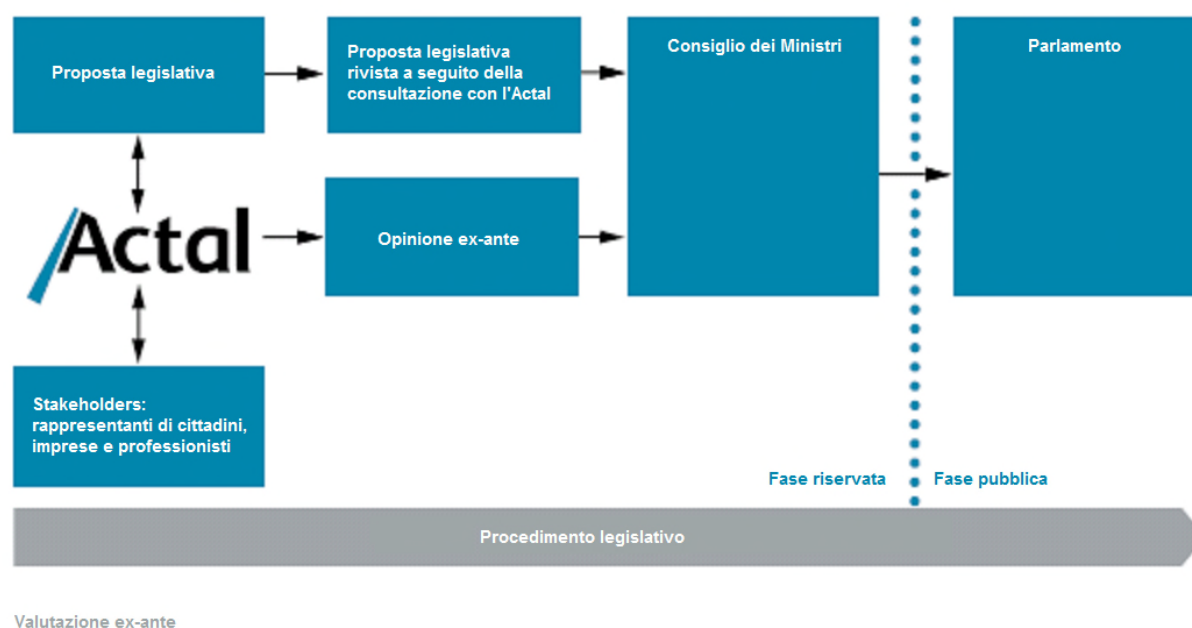 Proposta legislativa
Proposta legislativa
rivista a seguito della
consultazione con l'Actal
Consiglio dei Ministri
Parlamento
Actal
Opinione ex-ante
Stakeholders:
rappresentanti di cittadini,
imprese e professionisti
Fase riservata
Fase pubblica
Procedimento legislativo
Valutazione ex-ante